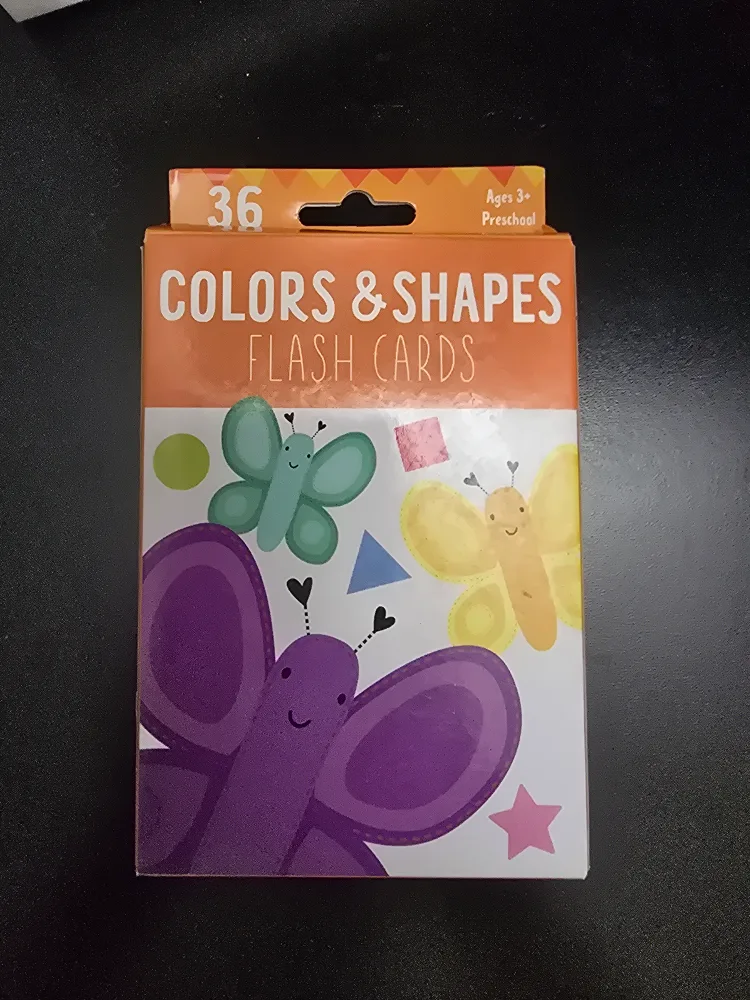 36
Ages 3+
Preschool
COLORS & SHAPES
FLASH CARDS